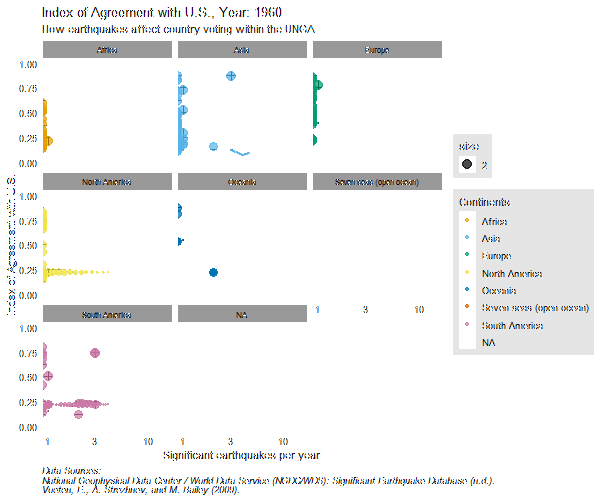 Index of Agreement with U.S., Year: 1960
How earthquakes affect country voting within the UNGA
Africa
Asia
Europe
1.00
0.75
0.50
0.25
0.00
North America
Oceania
Seven seas (open ocean)
1.00
0.75
0.50
0.25
0.00
1
3
10
South America
NA
1.00
0.75
0.50
0.25
0.00
1
3
10
1
3
10
Index of Agreement with U.S.
Significant earthquakes per year
size
2
Continents
Africa
Asia
Europe
North America
Oceania
Seven seas (open ocean)
South America
NA
Data Sources:
National Geophysical Data Center / World Data Service (NGDC/WDS): Significant Earthquake Database (n.d.).
Voeten, E., A. Strezhnev, and M. Bailey (2009).